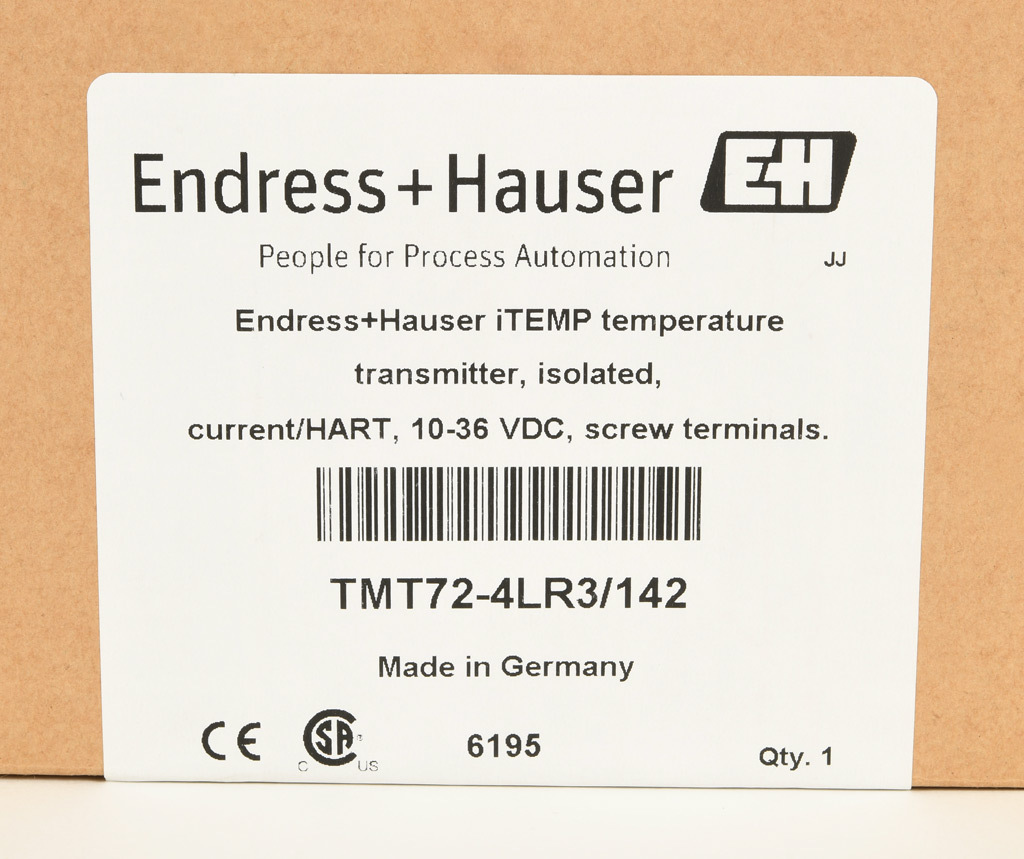 Endress+Hauser EH
People for Process Automation JJ
Endress+Hauser iTEMP temperature
transmitter, isolated,
current/HART, 10-36 VDC, screw terminals.
TMT72-4LR3/142
Made in Germany
CE C SA US 6195 Qty. 1